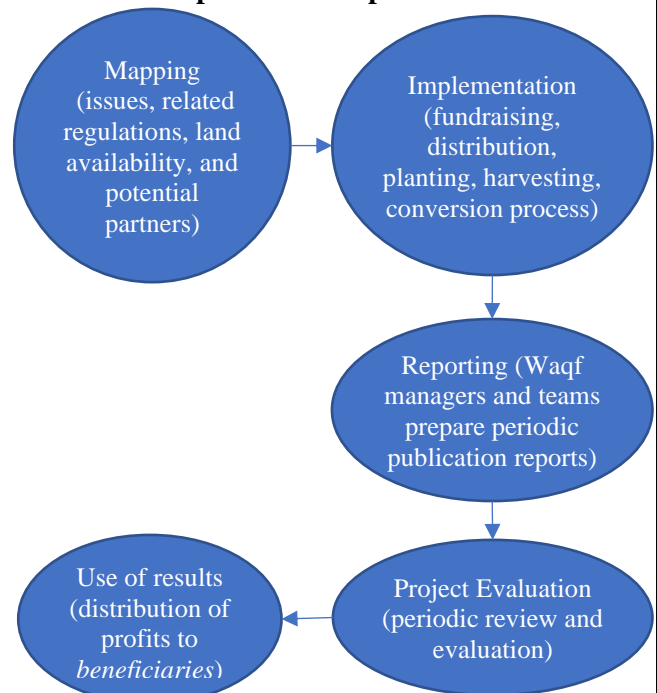 Mapping
(issues, related
regulations, land
availability, and
potential
partners)
Implementation
(fundraising,
distribution,
planting, harvesting,
conversion process)
Reporting (Waqf
managers and teams
prepare periodic
publication reports)
Project Evaluation
(periodic review and
evaluation)
Use of results
(distribution of
profits to
beneficiaries)